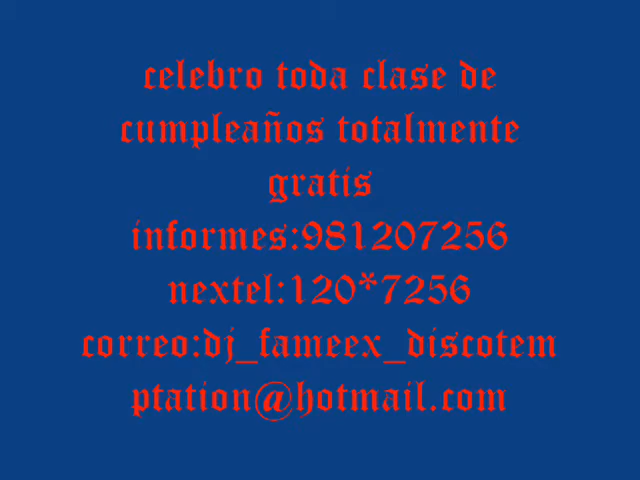 celebro toda clase de
cumpleaños totalmente
gratis
informes:981207256
nextel:120*7256
correo:dj_fameex_discotem
ptation@hotmail.com